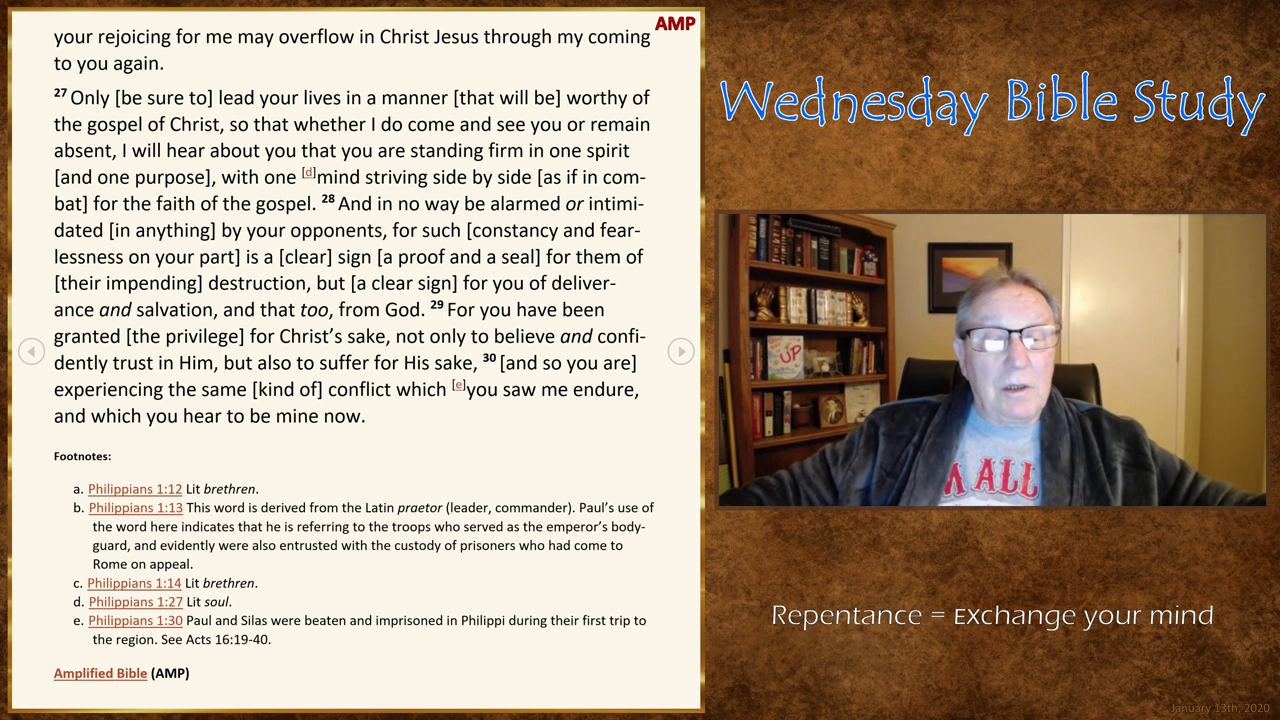 AMP
your rejoicing for me may overflow in Christ Jesus through my coming
to you again.
27 Only [be sure to] lead your lives in a manner [that will be] worthy of
the gospel of Christ, so that whether I do come and see you or remain
absent, I will hear about you that you are standing firm in one spirit
[and one purpose], with one [d]mind striving side by side [as if in com-
bat] for the faith of the gospel. 28 And in no way be alarmed or intimi-
dated [in anything] by your opponents, for such [constancy and fear-
lessness on your part] is a [clear] sign [a proof and a seal] for them of
[their impending] destruction, but [a clear sign] for you of deliver-
ance and salvation, and that too, from God. 29 For you have been
granted [the privilege] for Christ's sake, not only to believe and confi-
dently trust in Him, but also to suffer for His sake, 30 [and so you are]
experiencing the same [kind of] conflict which [e]you saw me endure,
and which you hear to be mine now.
Footnotes:
a. Philippians 1:12 Lit brethren.
b. Philippians 1:13 This word is derived from the Latin praetor (leader, commander). Paul's use of
the word here indicates that he is referring to the troops who served as the emperor's body-
guard, and evidently were also entrusted with the custody of prisoners who had come to
Rome on appeal.
c. Philippians 1:14 Lit brethren.
d. Philippians 1:27 Lit soul.
e. Philippians 1:30 Paul and Silas were beaten and imprisoned in Philippi during their first trip to
the region. See Acts 16:19-40.
Amplified Bible (AMP)
Wednesday Bible Study
UP
ALL
Repentance = Exchange your mind
January 13th, 2020